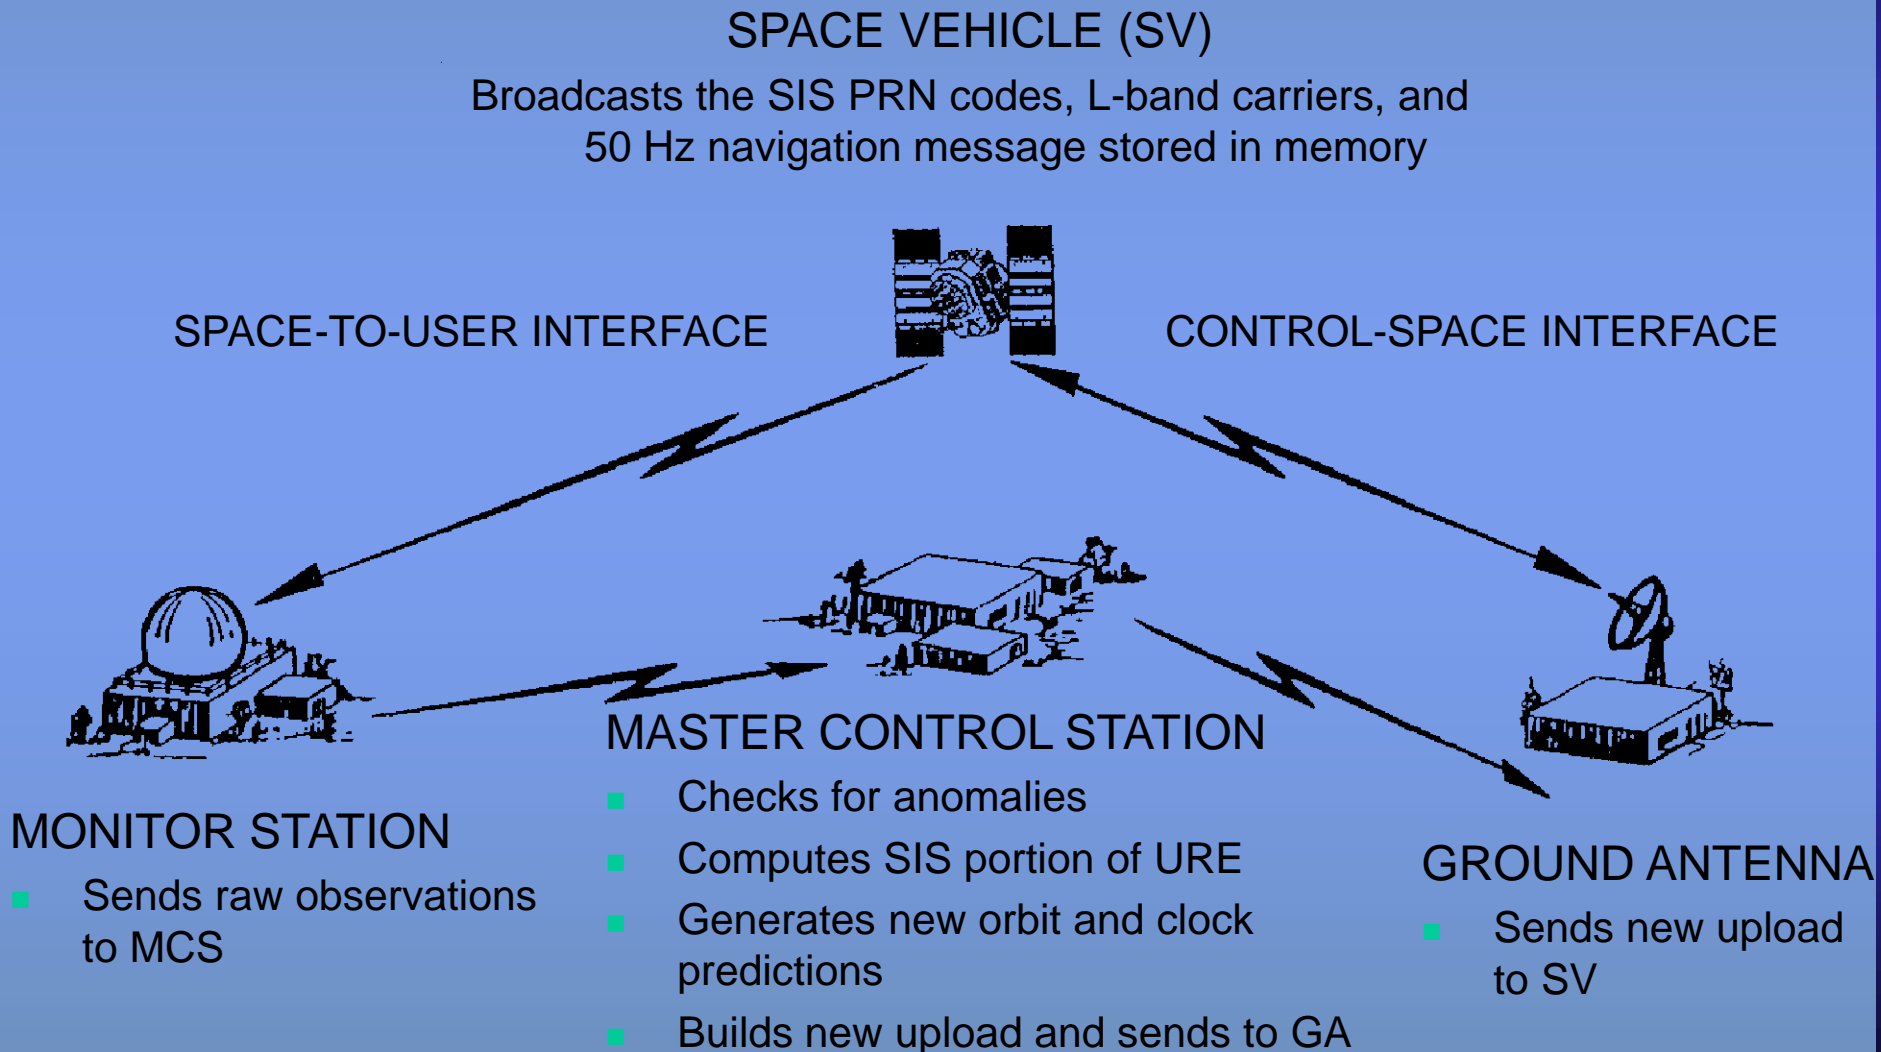 SPACE VEHICLE (SV)
Broadcasts the SIS PRN codes, L-band carriers, and
50 Hz navigation message stored in memory
SPACE-TO-USER INTERFACE
CONTROL-SPACE INTERFACE
MONITOR STATION
Sends raw observations
to MCS
MASTER CONTROL STATION
Checks for anomalies
Computes SIS portion of URE
Generates new orbit and clock
predictions
Builds new upload and sends to GA
GROUND ANTENNA
Sends new upload
to SV